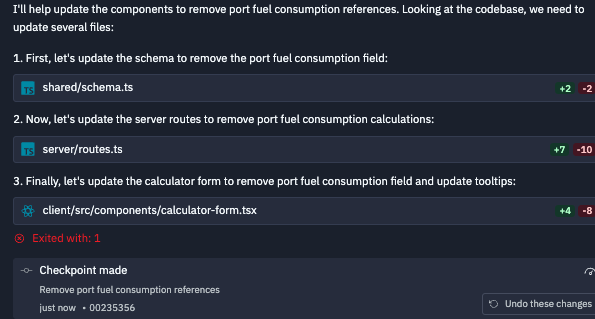 I'll help update the components to remove port fuel consumption references. Looking at the codebase, we need to
update several files:
1. First, let's update the schema to remove the port fuel consumption field:
TS shared/schema.ts +2 -2
2. Now, let's update the server routes to remove port fuel consumption calculations:
TS server/routes.ts +7 -10
3. Finally, let's update the calculator form to remove port fuel consumption field and update tooltips:
client/src/components/calculator-form.tsx +4 -8
Exited with: 1
Checkpoint made
Remove port fuel consumption references
just now • 00235356
Undo these changes